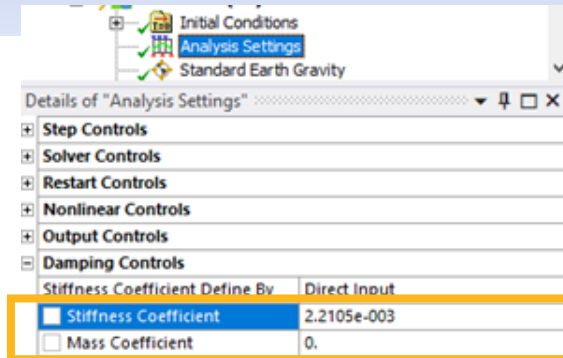 Initial Conditions
Analysis Settings
Standard Earth Gravity
Details of "Analysis Settings"
Step Controls
Solver Controls
Restart Controls
Nonlinear Controls
Output Controls
Damping Controls
Stiffness Coefficient Define By Direct Input
Stiffness Coefficient 2.2105e-003
Mass Coefficient 0.